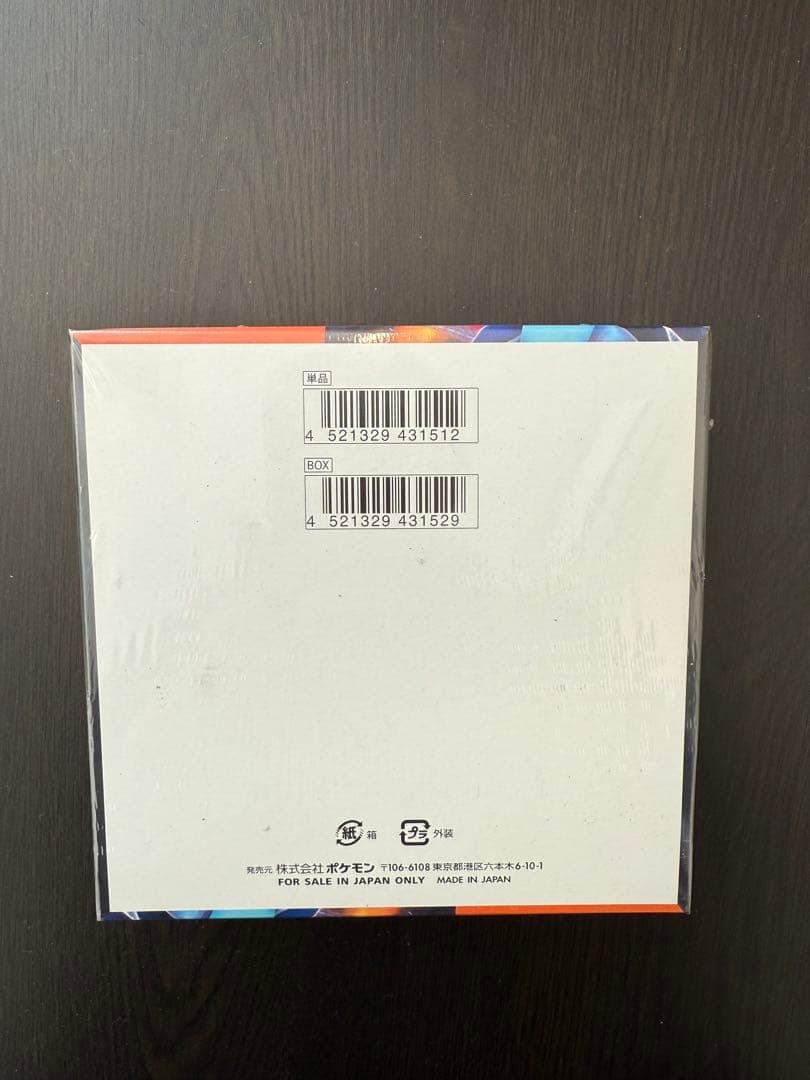 単品
4 521329 431512
BOX
4 521329 431529
紙 箱 プラ 外装
発売元 株式会社ポケモン 〒106-6108 東京都港区六本木6-10-1
FOR SALE IN JAPAN ONLY MADE IN JAPAN